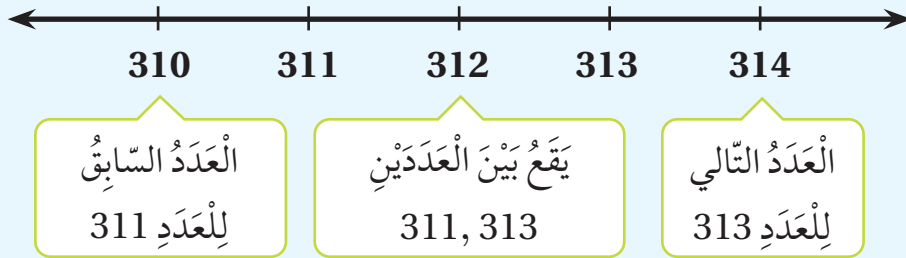 310 311 312 313 314
الْعَدَدُ السّابِقُ
لِلْعَدَدِ 311
يَقَعُ بَيْنَ الْعَدَدَيْنِ
311, 313
الْعَدَدُ التّالي
لِلْعَدَدِ 313